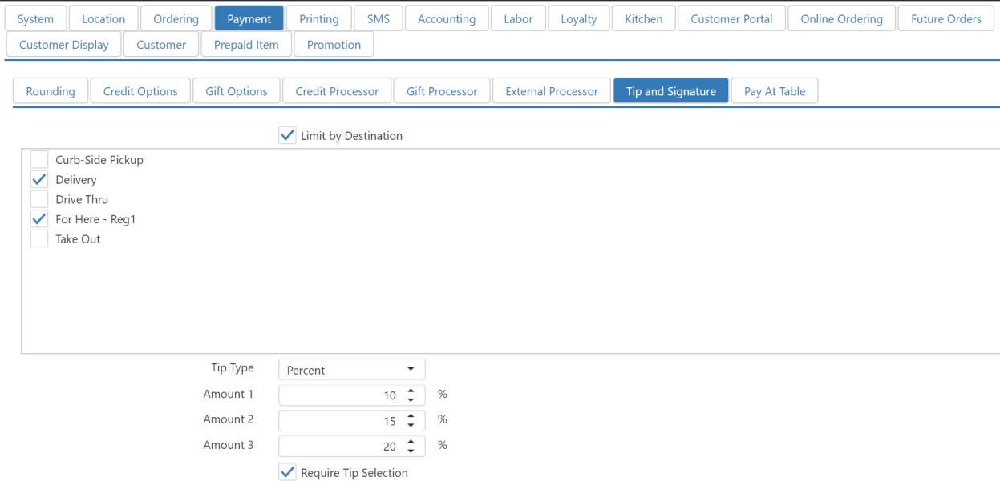 System Location Ordering Payment Printing SMS Accounting Labor Loyalty Kitchen Customer Portal Online Ordering Future Orders
Customer Display Customer Prepaid Item Promotion
Rounding Credit Options Gift Options Credit Processor Gift Processor External Processor Tip and Signature Pay At Table
Limit by Destination
Curb-Side Pickup
Delivery
Drive Thru
For Here - Reg1
Take Out
Tip Type Percent
Amount 1 10 %
Amount 2 15 %
Amount 3 20 %
Require Tip Selection